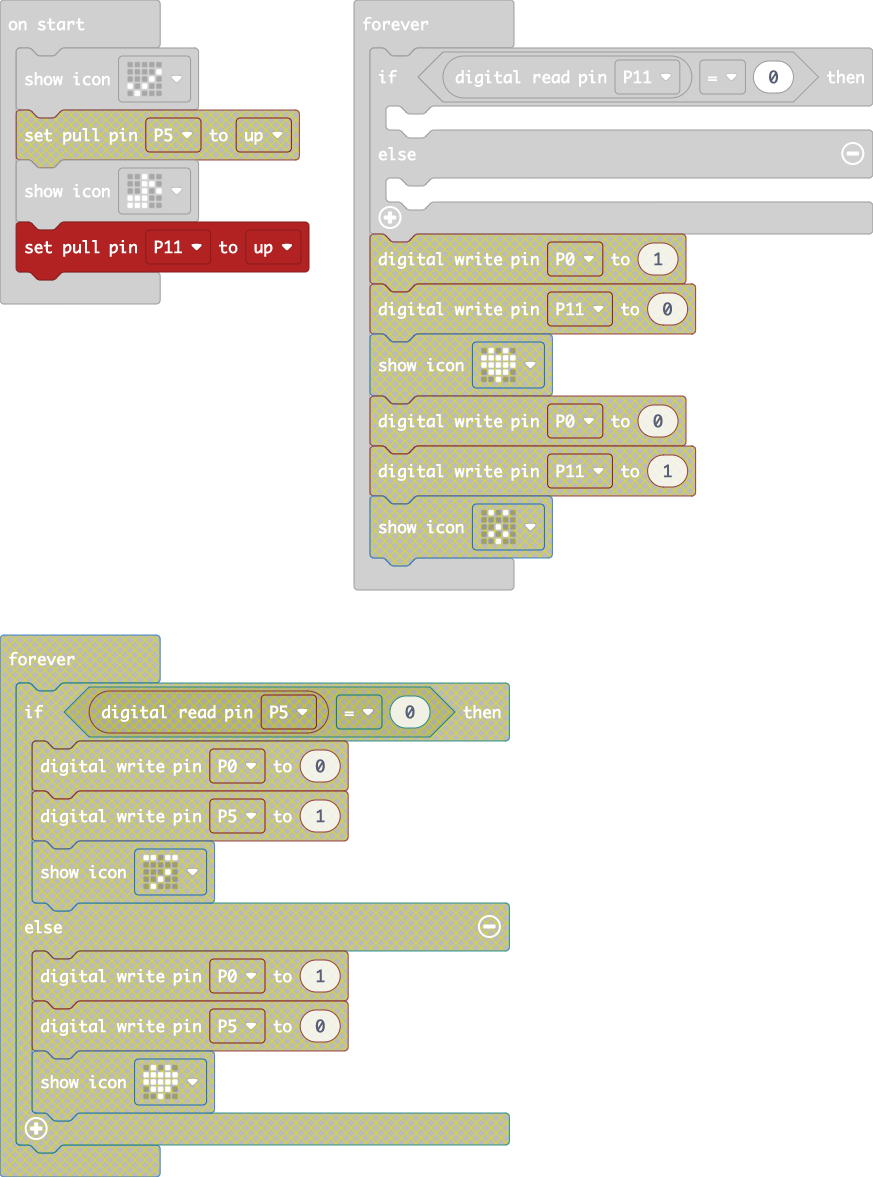 on start
show icon
set pull pin P5 to up
show icon
set pull pin P11 to up
forever
if digital read pin P11 = 0 then
else
digital write pin P0 to 1
digital write pin P11 to 0
show icon
digital write pin P0 to 0
digital write pin P11 to 1
show icon
forever
if digital read pin P5 = 0 then
digital write pin P0 to 0
digital write pin P5 to 1
show icon
else
digital write pin P0 to 1
digital write pin P5 to 0
show icon